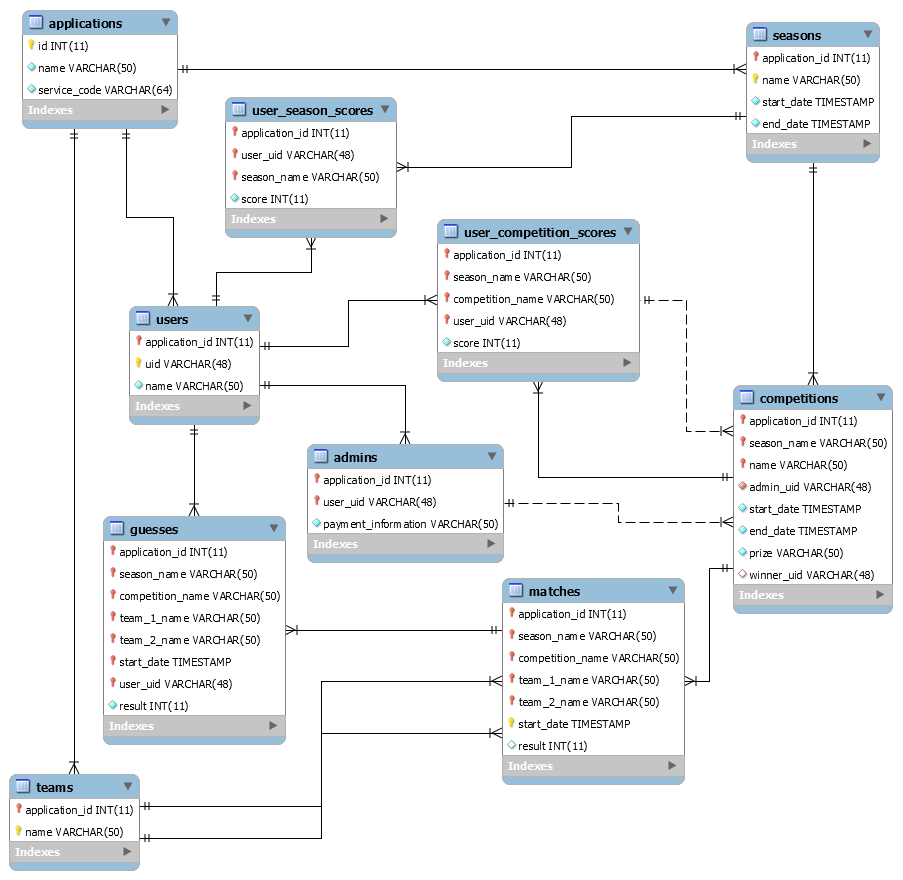 applications
id INT(11)
name VARCHAR(50)
service_code VARCHAR(64)
Indexes
seasons
application_id INT(11)
name VARCHAR(50)
start_date TIMESTAMP
end_date TIMESTAMP
Indexes
user_season_scores
application_id INT(11)
user_uid VARCHAR(48)
season_name VARCHAR(50)
score INT(11)
Indexes
user_competition_scores
application_id INT(11)
season_name VARCHAR(50)
competition_name VARCHAR(50)
user_uid VARCHAR(48)
score INT(11)
Indexes
users
application_id INT(11)
uid VARCHAR(48)
name VARCHAR(50)
Indexes
competitions
application_id INT(11)
season_name VARCHAR(50)
name VARCHAR(50)
admin_uid VARCHAR(48)
start_date TIMESTAMP
end_date TIMESTAMP
prize VARCHAR(50)
winner_uid VARCHAR(48)
Indexes
admins
application_id INT(11)
user_uid VARCHAR(48)
payment_information VARCHAR(50)
Indexes
guesses
application_id INT(11)
season_name VARCHAR(50)
competition_name VARCHAR(50)
team_1_name VARCHAR(50)
team_2_name VARCHAR(50)
start_date TIMESTAMP
user_uid VARCHAR(48)
result INT(11)
Indexes
matches
application_id INT(11)
season_name VARCHAR(50)
competition_name VARCHAR(50)
team_1_name VARCHAR(50)
team_2_name VARCHAR(50)
start_date TIMESTAMP
result INT(11)
Indexes
teams
application_id INT(11)
name VARCHAR(50)
Indexes